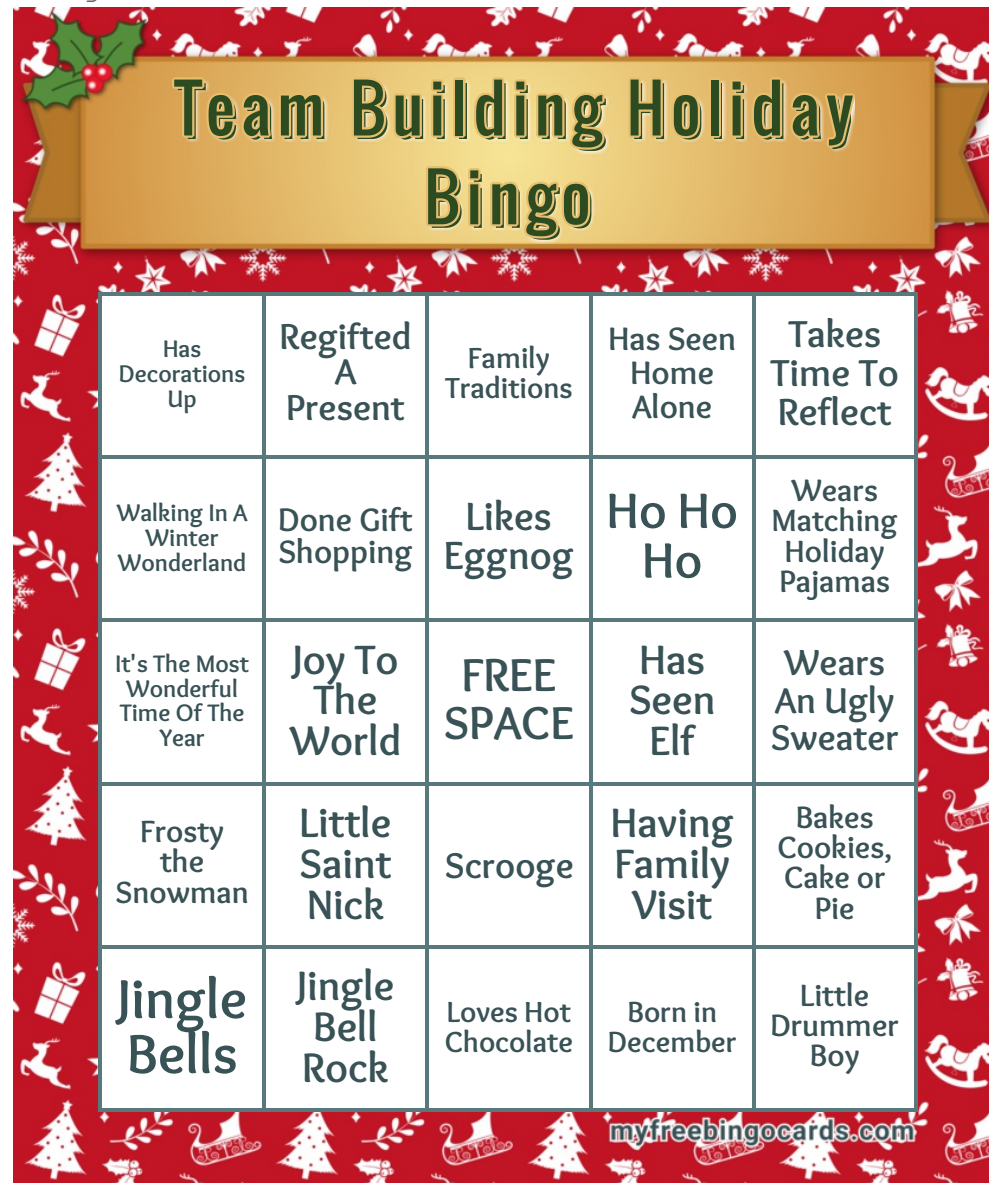 Team Building Holiday
Bingo
Has
Decorations
Up
Regifted
A
Present
Family
Traditions
Has Seen
Home
Alone
Takes
Time To
Reflect
Walking In A
Winter
Wonderland
Done Gift
Shopping
Likes
Eggnog
Ho Ho
Ho
Wears
Matching
Holiday
Pajamas
It's The Most
Wonderful
Time Of The
Year
Joy To
The
World
FREE
SPACE
Has
Seen
Elf
Wears
An Ugly
Sweater
Frosty
the
Snowman
Little
Saint
Nick
Scrooge
Having
Family
Visit
Bakes
Cookies,
Cake or
Pie
Jingle
Bells
Jingle
Bell
Rock
Loves Hot
Chocolate
Born in
December
Little
Drummer
Boy
myfreebingocards.com